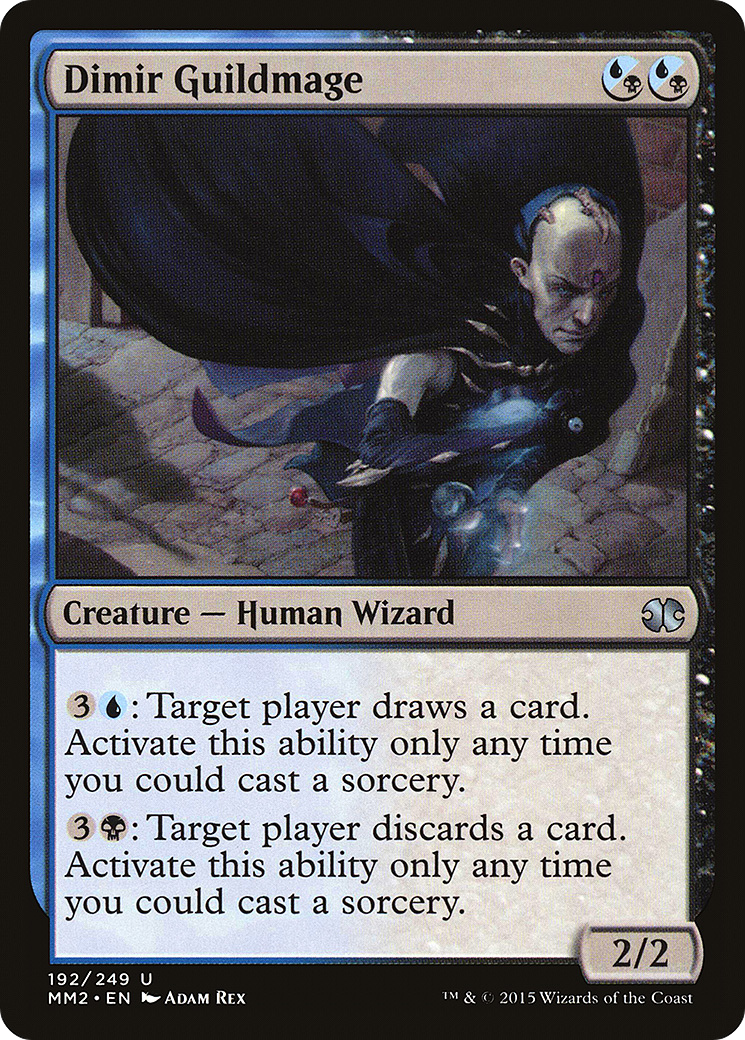 Dimir Guildmage
Creature — Human Wizard
3: Target player draws a card.
Activate this ability only any time
you could cast a sorcery.
3: Target player discards a card.
Activate this ability only any time
you could cast a sorcery.
2/2
192/249 U
MM2 • EN Adam Rex
™ & © 2015 Wizards of the Coast